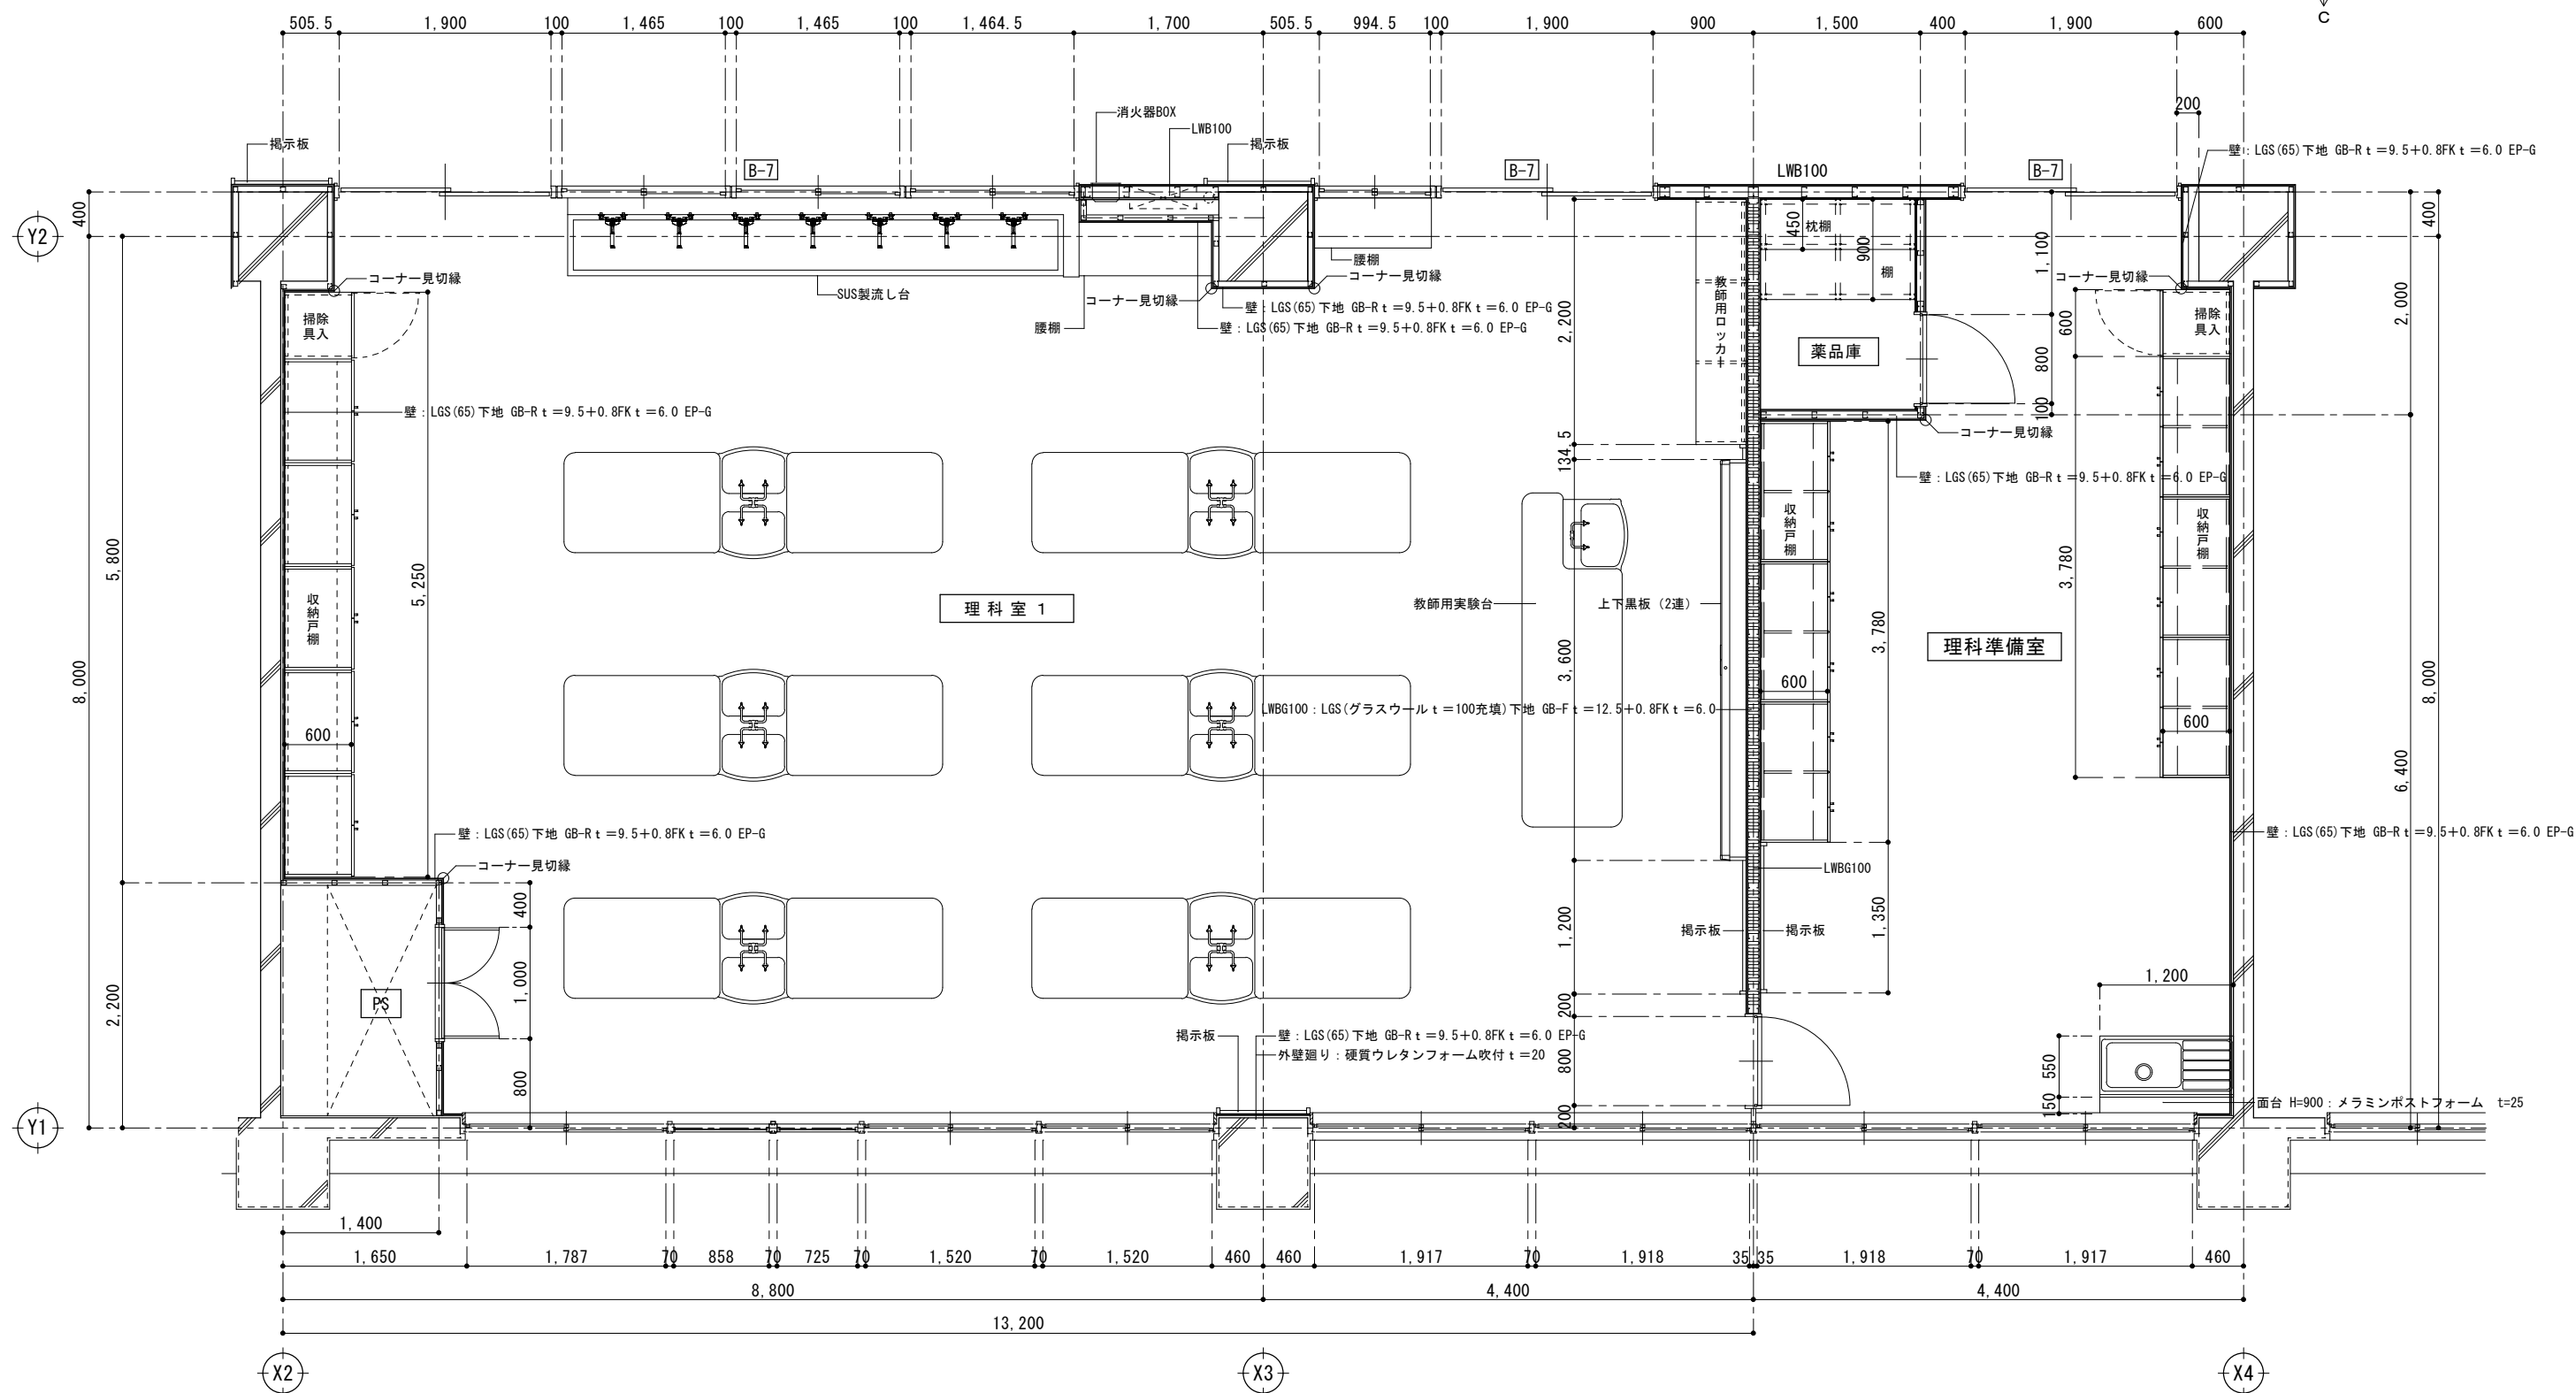 C
505.5 1,900 100 1,465 100 1,465 100 1,464.5 1,700 505.5 994.5 100 1,900 900 1,500 400 1,900 600
200
消火器BOX
LWB100
掲示板
掲示板
壁：LGS(65)下地 GB-R t＝9.5＋0.8FK t＝6.0 EP-G
B-7
B-7
LWB100
B-7
400
Y2
450
枕棚
900
棚
1,100
400
腰棚
コーナー見切縁
コーナー見切縁
SUS製流し台
コーナー見切縁
コーナー見切縁
壁：LGS(65)下地 GB-R t＝9.5＋0.8FK t＝6.0 EP-G
腰棚
壁：LGS(65)下地 GB-R t＝9.5＋0.8FK t＝6.0 EP-G
掃除
具入
2,200
教師用ロッカー
薬品庫
800
600
掃除
具入
2,000
壁：LGS(65)下地 GB-R t＝9.5＋0.8FK t＝6.0 EP-G
100
コーナー見切縁
134.5
壁：LGS(65)下地 GB-R t＝9.5＋0.8FK t＝6.0 EP-G
収納戸棚
収納戸棚
5,800
5,250
3,780
収納戸棚
理科室 1
教師用実験台
上下黒板（2連）
3,600
3,780
理科準備室
8,000
8,000
600
600
600
LWBG100：LGS(グラスウール t＝100充填)下地 GB-F t＝12.5＋0.8FK t＝6.0
6,400
壁：LGS(65)下地 GB-R t＝9.5＋0.8FK t＝6.0 EP-G
壁：LGS(65)下地 GB-R t＝9.5＋0.8FK t＝6.0 EP-G
コーナー見切縁
LWBG100
400
1,200
掲示板
掲示板
1,350
2,200
PS
1,000
200
1,200
掲示板
壁：LGS(65)下地 GB-R t＝9.5＋0.8FK t＝6.0 EP-G
外壁廻り：硬質ウレタンフォーム吹付 t＝20
800
800
550
150
面台 H=900：メラミンポストフォーム t=25
Y1
200
1,400
1,650 1,787 70 858 70 725 70 1,520 70 1,520 460 460 1,917 70 1,918 35 35 1,918 70 1,917 460
8,800 4,400 4,400
13,200
X2 X3 X4